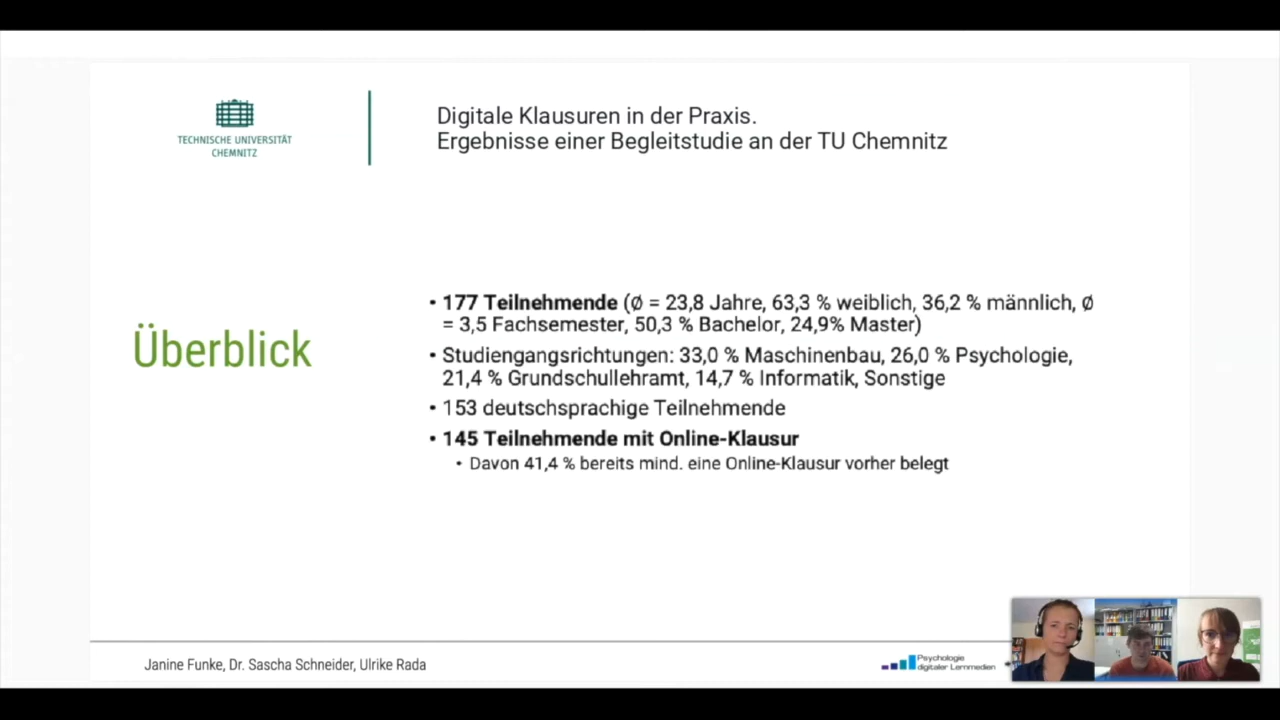 TECHNISCHE UNIVERSITÄT
CHEMNITZ
Digitale Klausuren in der Praxis.
Ergebnisse einer Begleitstudie an der TU Chemnitz
Überblick
• 177 Teilnehmende (Ø = 23,8 Jahre, 63,3 % weiblich, 36,2 % männlich, Ø
= 3,5 Fachsemester, 50,3 % Bachelor, 24,9% Master)
• Studiengangsrichtungen: 33,0 % Maschinenbau, 26,0 % Psychologie,
21,4 % Grundschullehramt, 14,7 % Informatik, Sonstige
• 153 deutschsprachige Teilnehmende
• 145 Teilnehmende mit Online-Klausur
• Davon 41,4 % bereits mind. eine Online-Klausur vorher belegt
Janine Funke, Dr. Sascha Schneider, Ulrike Rada
Psychologie
digitaler Lernmedien